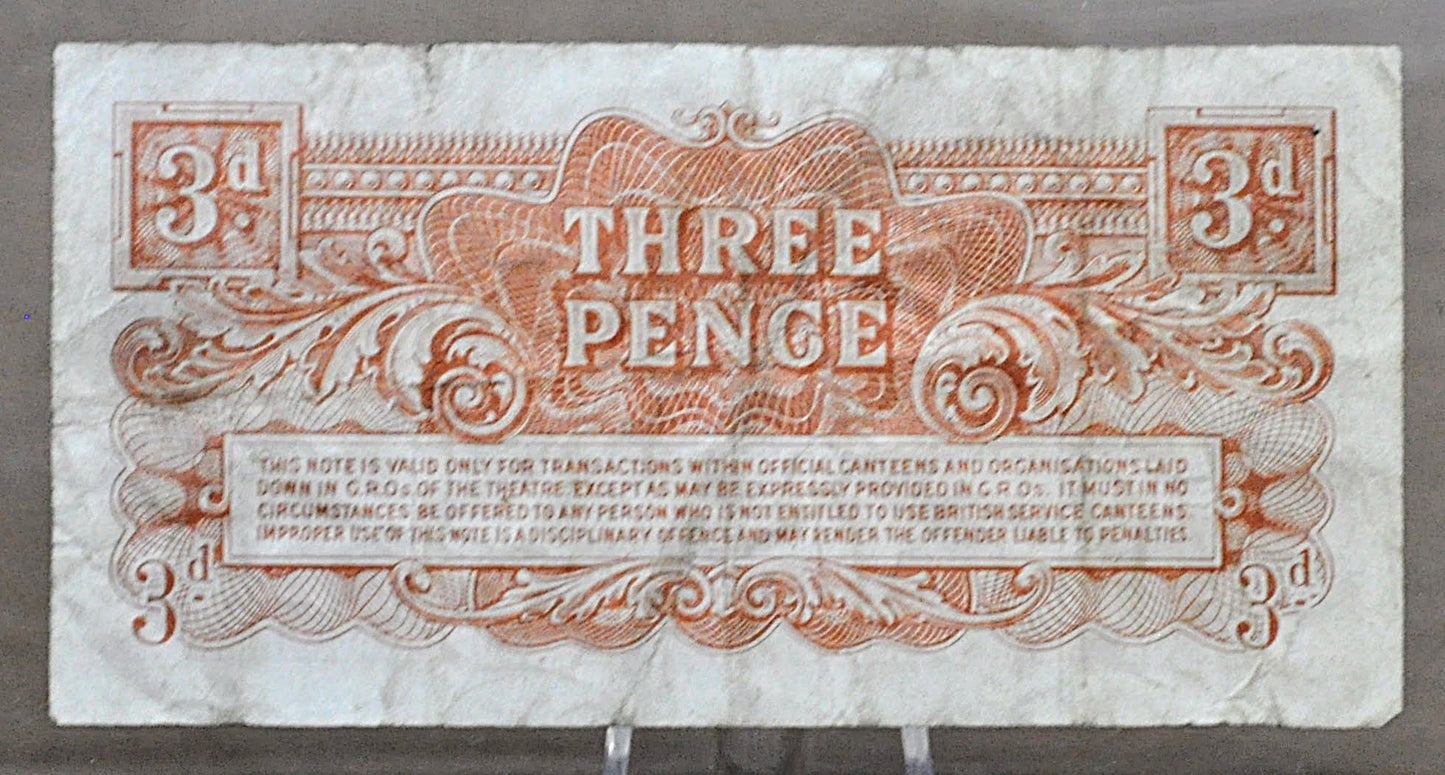 3d. 3d.
THREE
PENCE
THIS NOTE IS VALID ONLY FOR TRANSACTIONS WITHIN OFFICIAL CANTEENS AND ORGANISATIONS LAID
DOWN IN G.R.Os. OF THE THEATRE EXCEPT AS MAY BE EXPRESSLY PROVIDED IN G.R.Os. IT MUST IN NO
CIRCUMSTANCES BE OFFERED TO ANY PERSON WHO IS NOT ENTITLED TO USE BRITISH SERVICE CANTEENS.
IMPROPER USE OF THIS NOTE IS A DISCIPLINARY OFFENCE AND MAY RENDER THE OFFENDER LIABLE TO PENALTIES.
3d. 3d.